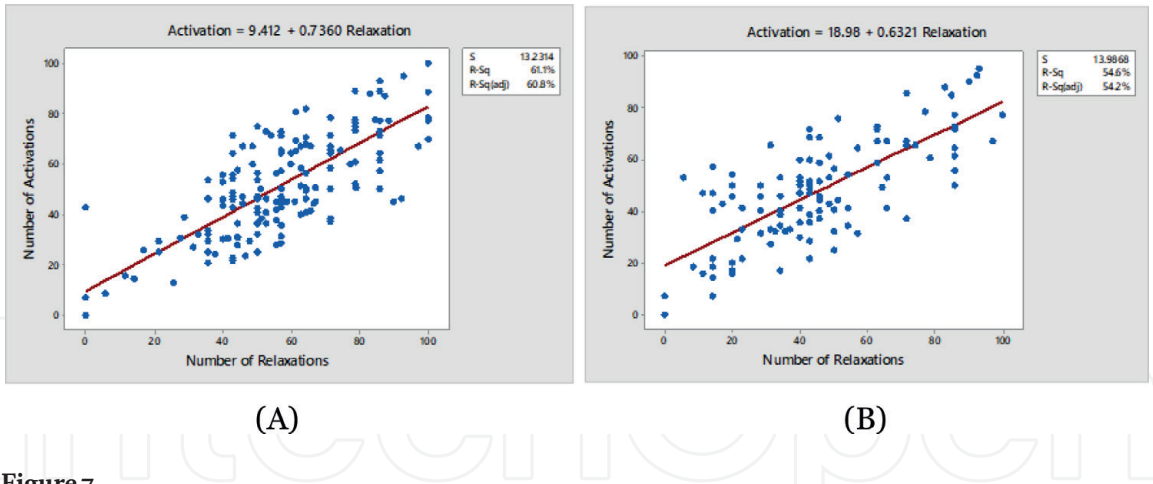 Activation = 9.412 + 0.7360 Relaxation
S 13.2314
R-Sq 61.1%
R-Sq(adj) 60.8%
100
80
60
40
20
0
Number of Activations
0 20 40 60 80 100
Number of Relaxations
(A)
Activation = 18.98 + 0.6321 Relaxation
S 13.9868
R-Sq 54.6%
R-Sq(adj) 54.2%
100
80
60
40
20
0
Number of Activations
0 20 40 60 80 100
Number of Relaxations
(B)
intechopen
Figure 7